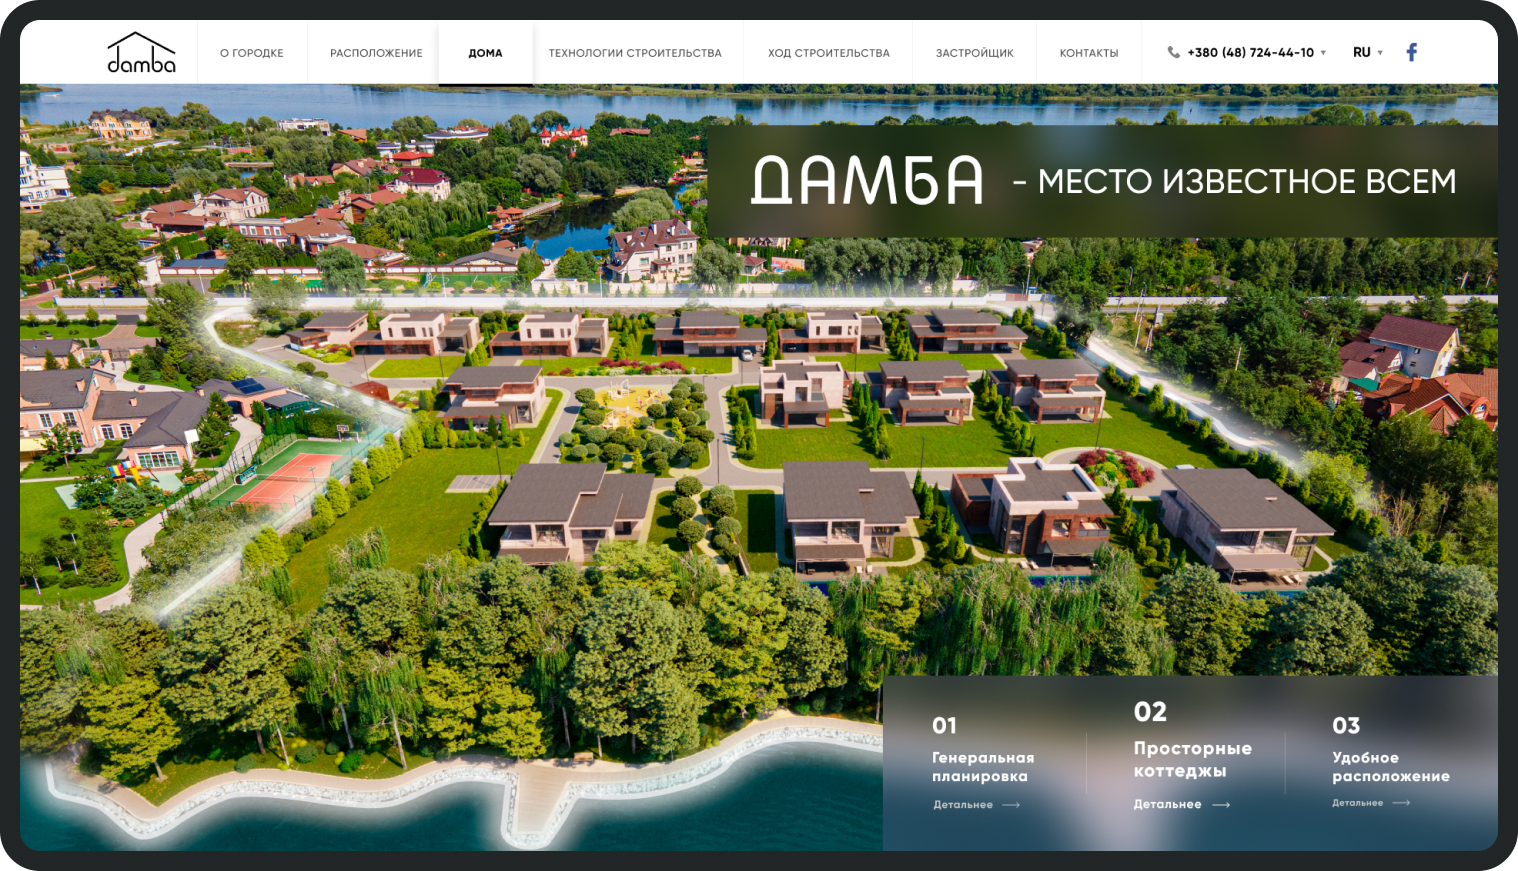 damba
О ГОРОДКЕ
РАСПОЛОЖЕНИЕ
ДОМА
ТЕХНОЛОГИИ СТРОИТЕЛЬСТВА
ХОД СТРОИТЕЛЬСТВА
ЗАСТРОЙЩИК
КОНТАКТЫ
+380 (48) 724-44-10
RU
ДАМБА - МЕСТО ИЗВЕСТНОЕ ВСЕМ
01
Генеральная
планировка
Детальнее
02
Просторные
коттеджы
Детальнее
03
Удобное
расположение
Детальнее